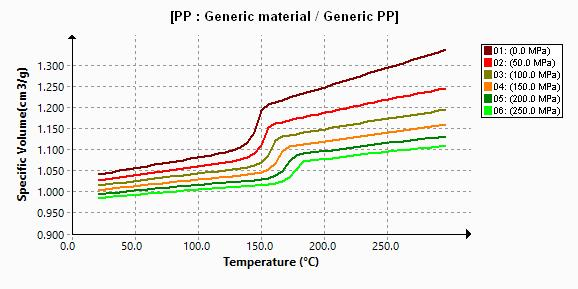 [PP : Generic material / Generic PP]
Specific Volume(cm3/g)
1.300
1.250
1.200
1.150
1.100
1.050
1.000
0.950
0.900
0.0
50.0
100.0
150.0
200.0
250.0
Temperature (°C)
01: (0.0 MPa)
02: (50.0 MPa)
03: (100.0 MPa)
04: (150.0 MPa)
05: (200.0 MPa)
06: (250.0 MPa)